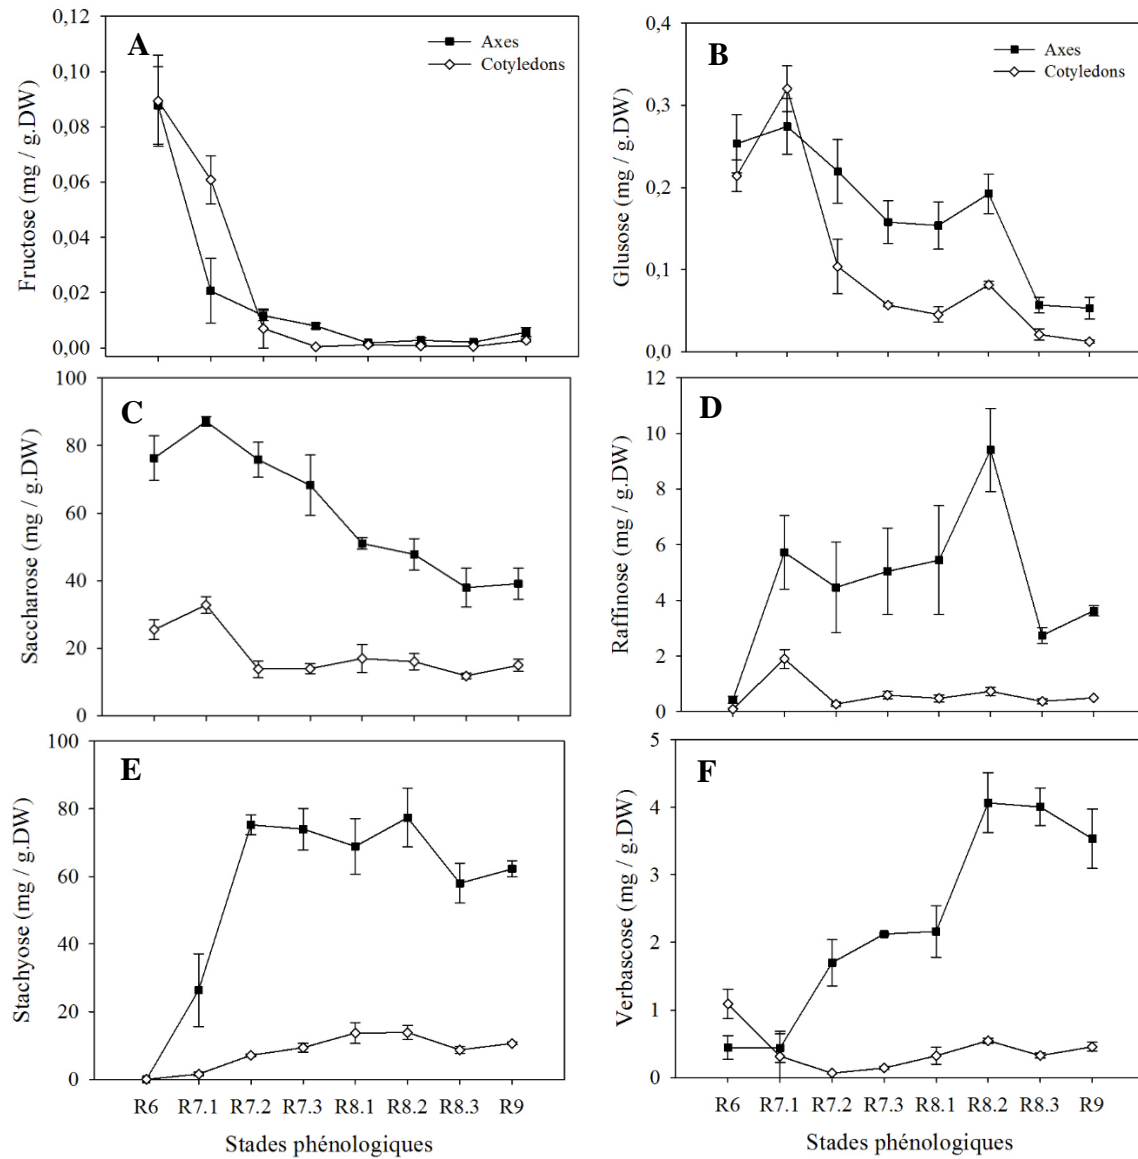 A
Axes
Cotyledons
Fructose (mg / g.DW)
0,12
0,10
0,08
0,06
0,04
0,02
0,00
B
Axes
Cotyledons
Glusose (mg / g.DW)
0,4
0,3
0,2
0,1
0,0
C
Saccharose (mg / g.DW)
100
80
60
40
20
0
D
Raffinose (mg / g.DW)
12
10
8
6
4
2
0
E
Stachyose (mg / g.DW)
100
80
60
40
20
0
R6 R7.1 R7.2 R7.3 R8.1 R8.2 R8.3 R9
Stades phénologiques
F
Verbascose (mg / g.DW)
5
4
3
2
1
0
R6 R7.1 R7.2 R7.3 R8.1 R8.2 R8.3 R9
Stades phénologiques